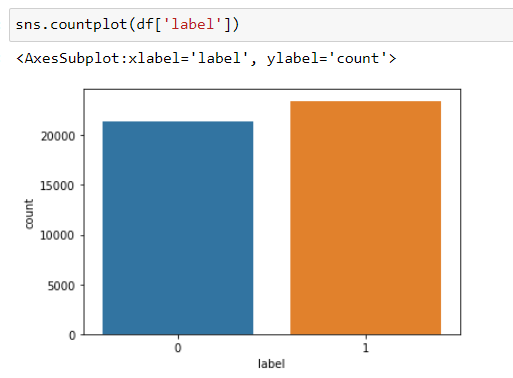 sns.countplot(df['label'])
<AxesSubplot:xlabel='label', ylabel='count'>
20000
15000
10000
5000
0
count
0 1
label